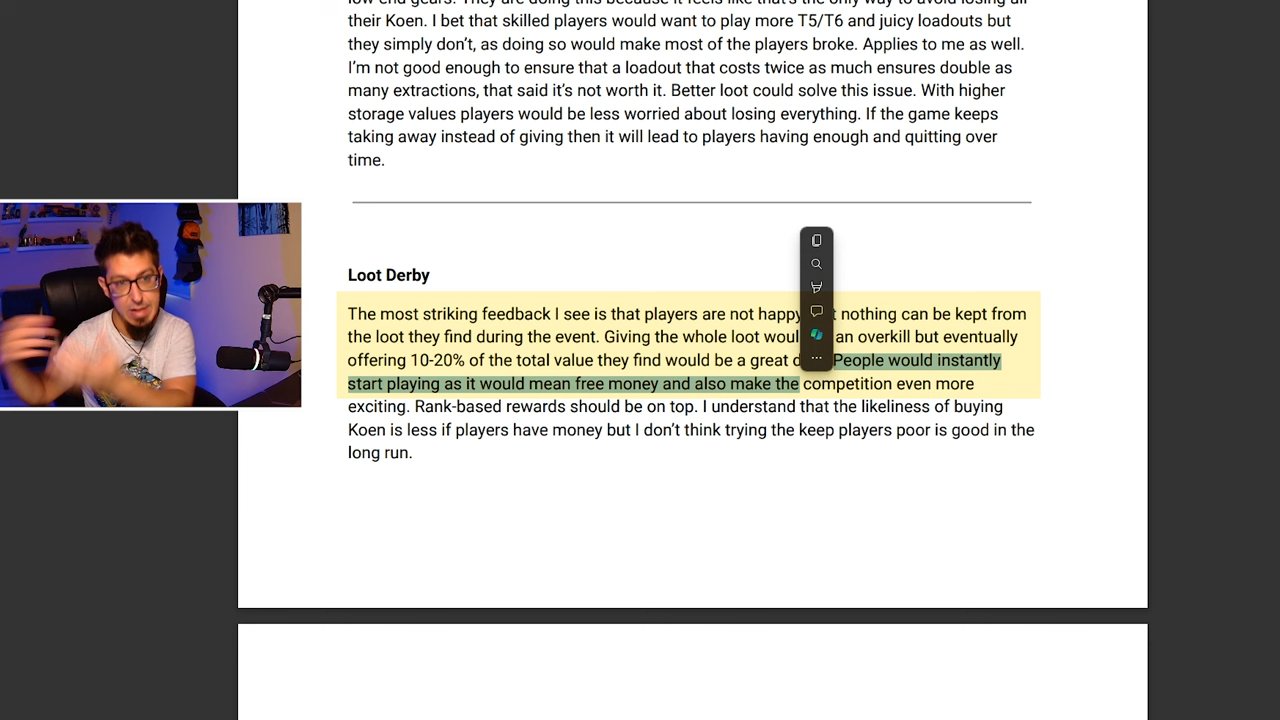 low-end gears. They are doing this because it feels like that's the only way to avoid losing all
their Koen. I bet that skilled players would want to play more T5/T6 and juicy loadouts but
they simply don't, as doing so would make most of the players broke. Applies to me as well.
I'm not good enough to ensure that a loadout that costs twice as much ensures double as
many extractions, that said it's not worth it. Better loot could solve this issue. With higher
storage values players would be less worried about losing everything. If the game keeps
taking away instead of giving then it will lead to players having enough and quitting over
time.
Loot Derby
The most striking feedback I see is that players are not happy nothing can be kept from
the loot they find during the event. Giving the whole loot an overkill but eventually
offering 10-20% of the total value they find would be a great People would instantly
start playing as it would mean free money and also make the competition even more
exciting. Rank-based rewards should be on top. I understand that the likeliness of buying
Koen is less if players have money but I don't think trying the keep players poor is good in the
long run.